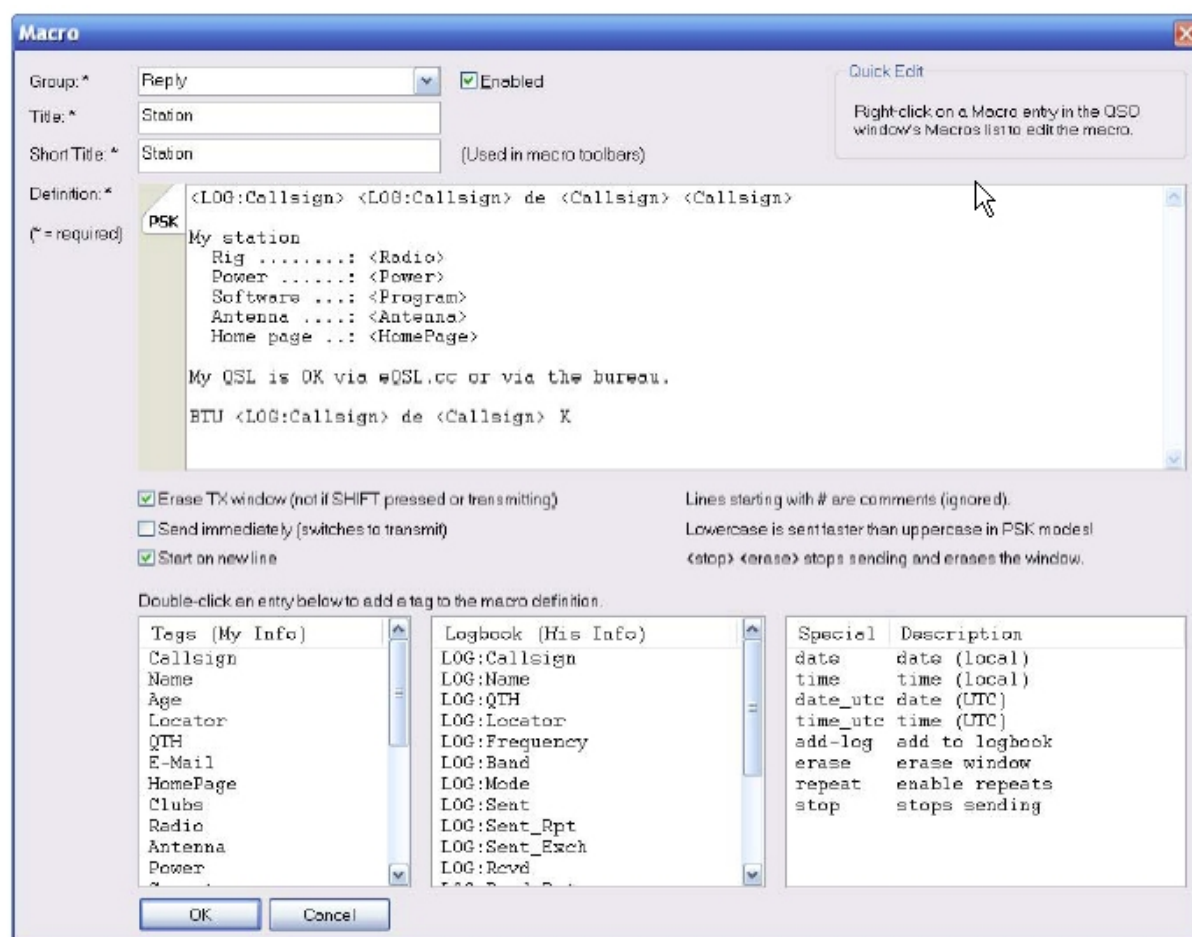 Macro
Group: * Reply Enabled
Title: * Station
Short Title: * Station (Used in macro toolbars)
Quick Edit
Right-click on a Macro entry in the QSO
window's Macros list to edit the macro.
Definition: *
(* = required)
PSK
<LOG:Callsign> <LOG:Callsign> de <Callsign> <Callsign>
My station
Rig ........: <Radio>
Power ......: <Power>
Software ...: <Program>
Antenna ....: <Antenna>
Home page ..: <HomePage>
My QSL is OK via eQSL.cc or via the bureau.
BTU <LOG:Callsign> de <Callsign> K
Erase TX window (not if SHIFT pressed or transmitting)
Send immediately (switches to transmit)
Start on new line
Lines starting with # are comments (ignored).
Lowercase is sent faster than uppercase in PSK modes!
<stop> <erase> stops sending and erases the window.
Double-click an entry below to add a tag to the macro definition.
Tags (My Info)
Callsign
Name
Age
Locator
QTH
E-Mail
HomePage
Clubs
Radio
Antenna
Power
Logbook (His Info)
LOG:Callsign
LOG:Name
LOG:QTH
LOG:Locator
LOG:Frequency
LOG:Band
LOG:Mode
LOG:Sent
LOG:Sent_Rpt
LOG:Sent_Exch
LOG:Rcvd
Special Description
date date (local)
time time (local)
date_utc date (UTC)
time_utc time (UTC)
add-log add to logbook
erase erase window
repeat enable repeats
stop stops sending
OK Cancel